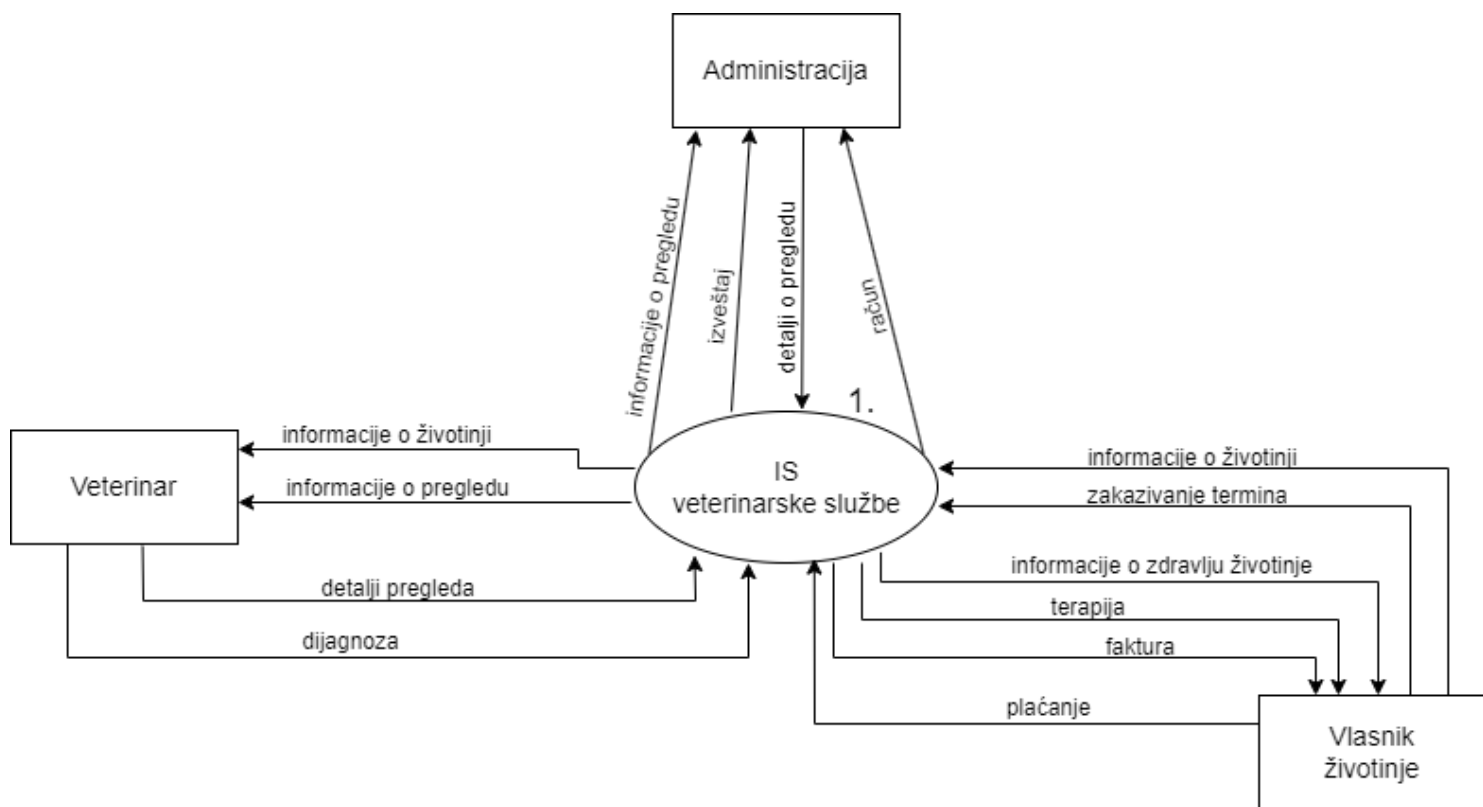 Administracija
informacije o pregledu
izveštaj
detalji o pregledu
račun
1.
IS
veterinarske službe
Veterinar
informacije o životinji
informacije o pregledu
detalji pregleda
dijagnoza
informacije o životinji
zakazivanje termina
informacije o zdravlju životinje
terapija
faktura
plaćanje
Vlasnik
životinje